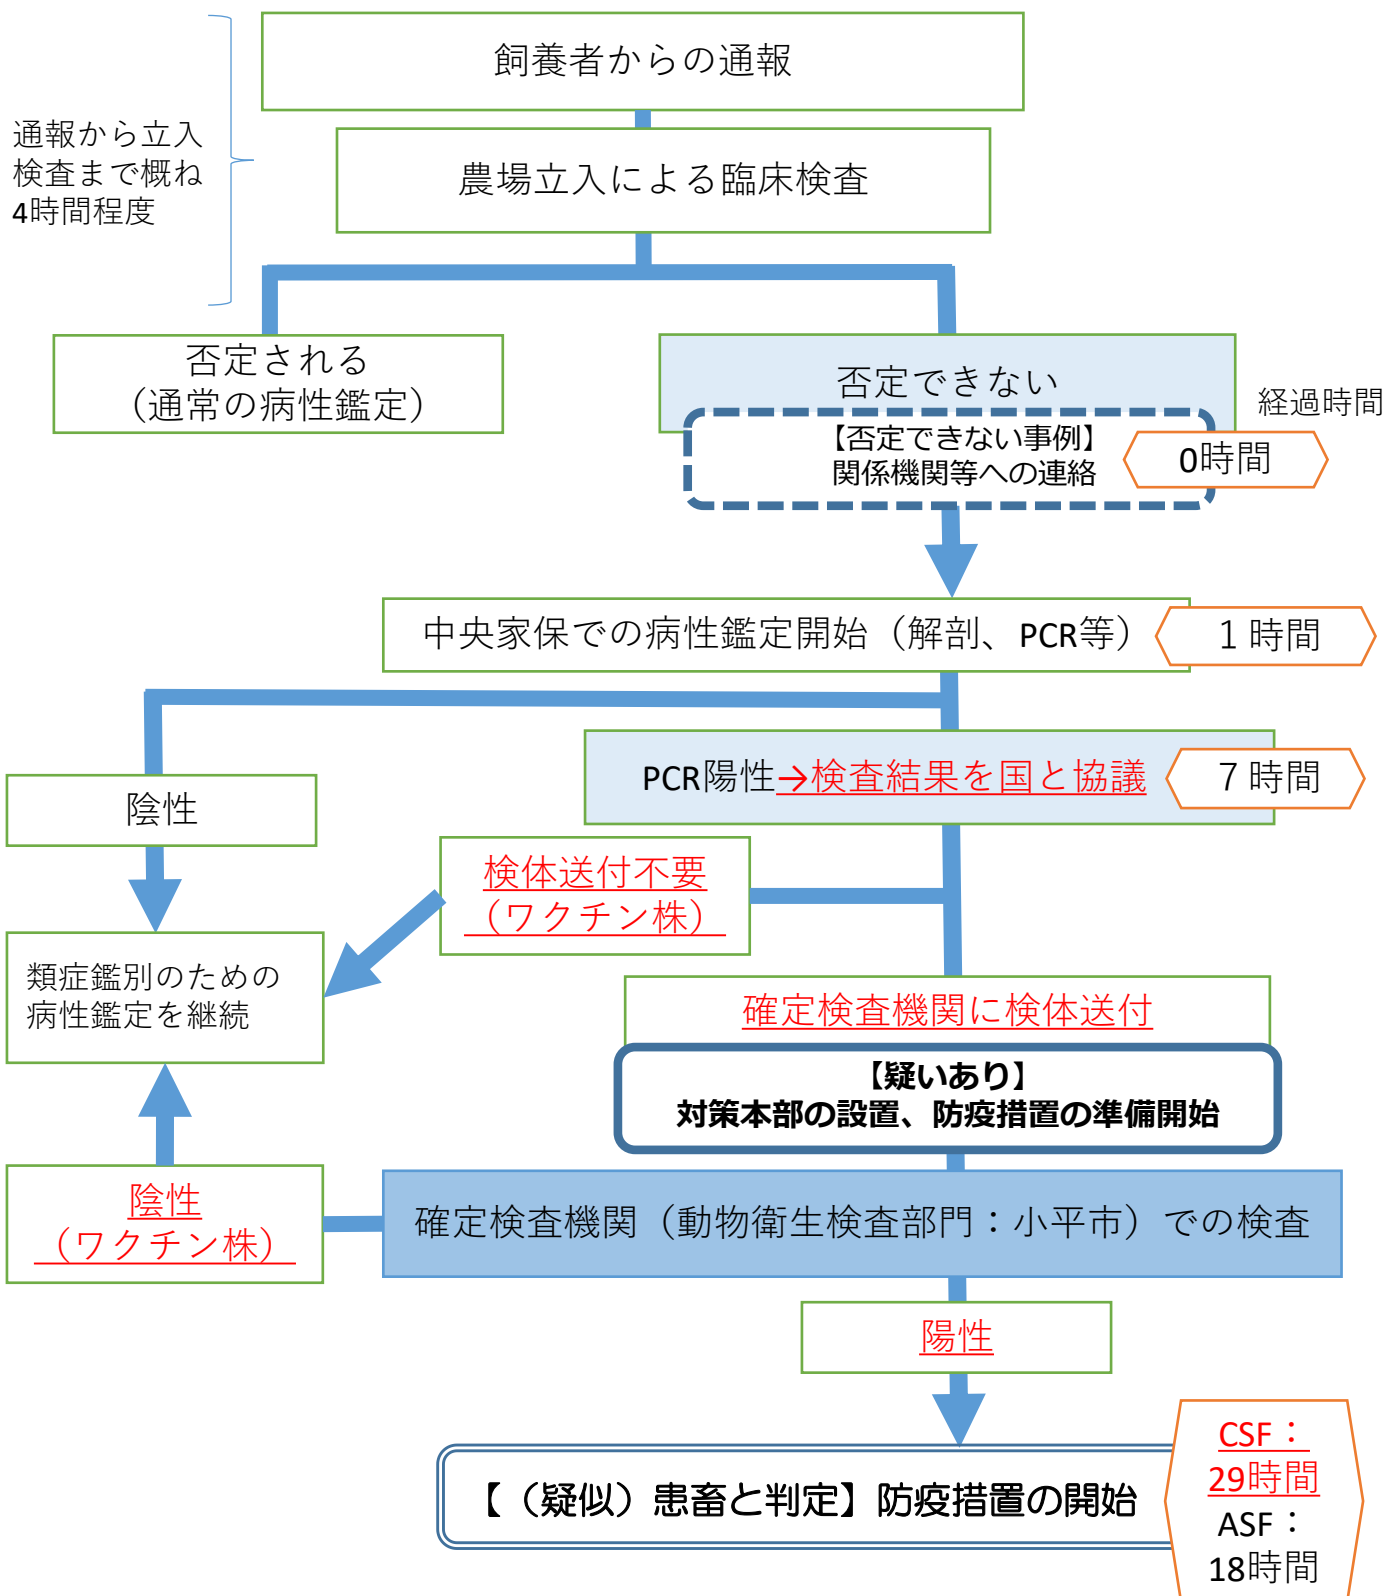 飼養者からの通報
通報から立入
検査まで概ね
4時間程度
農場立入による臨床検査
否定される
（通常の病性鑑定）
否定できない
経過時間
【否定できない事例】
関係機関等への連絡
0時間
中央家保での病性鑑定開始（解剖、PCR等）
１時間
PCR陽性→検査結果を国と協議
７時間
陰性
検体送付不要
（ワクチン株）
類症鑑別のための
病性鑑定を継続
確定検査機関に検体送付
【疑いあり】
対策本部の設置、防疫措置の準備開始
陰性
（ワクチン株）
確定検査機関（動物衛生検査部門：小平市）での検査
陽性
【（疑似）患畜と判定】防疫措置の開始
CSF：
29時間
ASF：
18時間